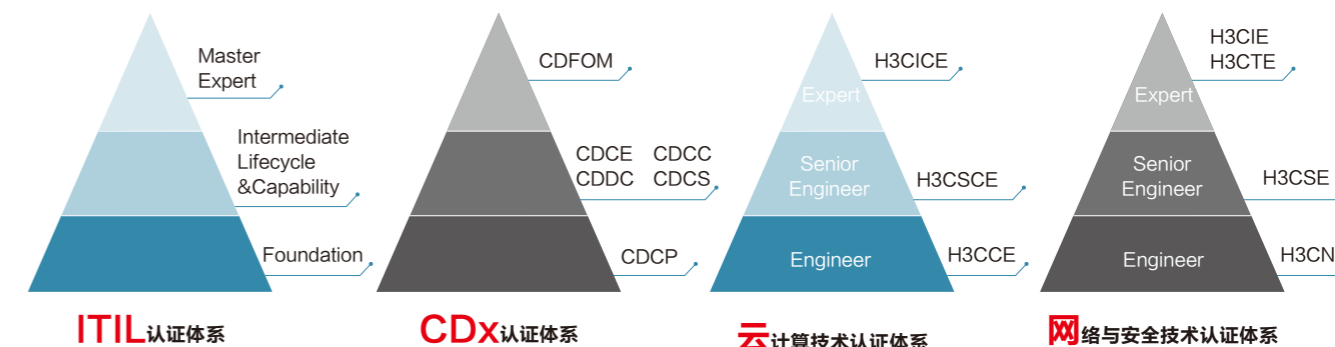 Master
Expert
Intermediate
Lifecycle
&Capability
Foundation
ITIL认证体系
CDFOM
CDCE CDCC
CDDC CDCS
CDCP
CDX认证体系
H3CICE
Expert
Senior
Engineer
H3CSCE
Engineer
H3CCE
云计算技术认证体系
H3CIE
H3CTE
Expert
Senior
Engineer
H3CSE
Engineer
H3CN
网络与安全技术认证体系